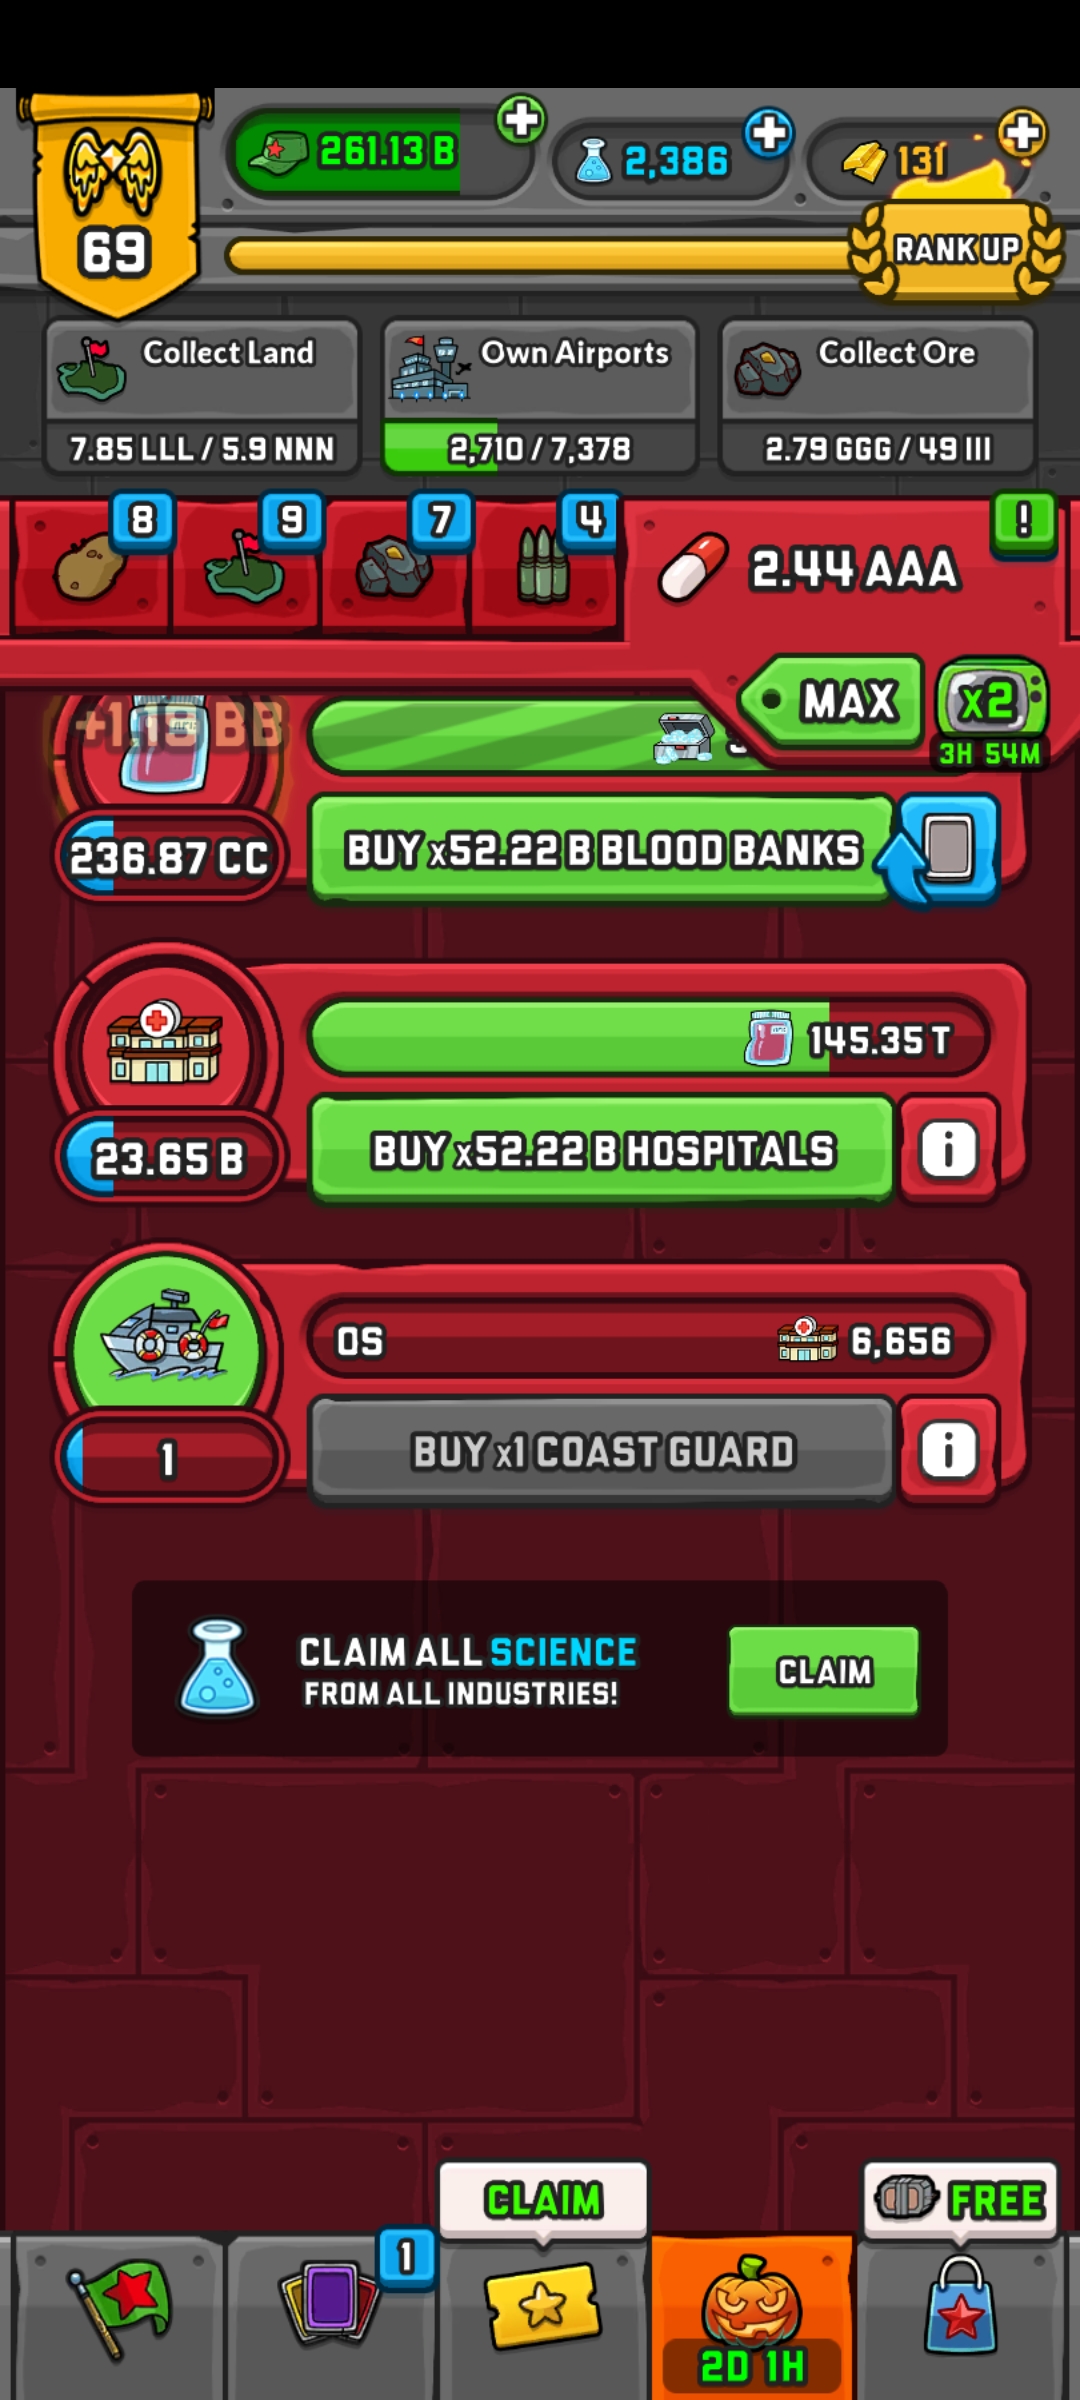 261.13 B
2,386
131
69
RANK UP
Collect Land
Own Airports
Collect Ore
7.85 LLL / 5.9 NNN
2,710 / 7,378
2.79 GGG / 49 III
8
9
7
4
!
2.44 AAA
MAX
x2
3H 54M
+1.19 BB
236.87 CC
BUY x52.22 B BLOOD BANKS
145.35 T
23.65 B
BUY x52.22 B HOSPITALS
i
0S
6,656
1
BUY x1 COAST GUARD
i
CLAIM ALL SCIENCE
FROM ALL INDUSTRIES!
CLAIM
CLAIM
FREE
1
2D 1H